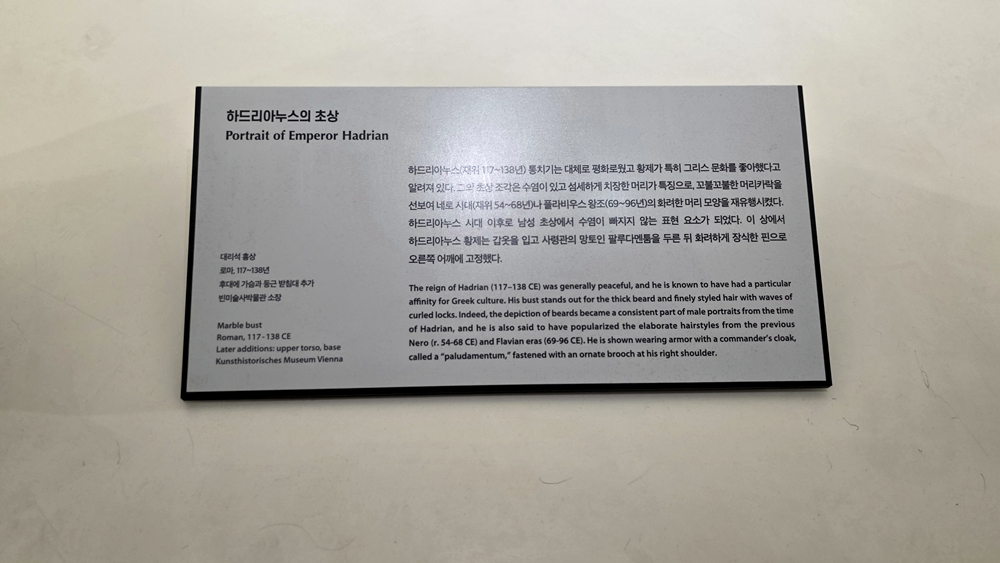 하드리아누스의 초상
Portrait of Emperor Hadrian
하드리아누스(재위 117~138년) 통치기는 대체로 평화로웠고 황제가 특히 그리스 문화를 좋아했다고
알려져 있다. 그의 초상 조각은 수염이 있고 섬세하게 치장한 머리가 특징으로, 꼬불꼬불한 머리카락을
선보여 네로 시대(재위 54~68년)나 플라비우스 왕조(69~96년)의 화려한 머리 모양을 재유행시켰다.
하드리아누스 시대 이후로 남성 초상에서 수염이 빠지지 않는 표현 요소가 되었다. 이 상에서
하드리아누스 황제는 갑옷을 입고 사령관의 망토인 팔루다멘툼을 두른 뒤 화려하게 장식한 핀으로
오른쪽 어깨에 고정했다.
대리석 흉상
로마, 117~138년
후대에 가슴과 둥근 받침대 추가
빈미술사박물관 소장
The reign of Hadrian (117–138 CE) was generally peaceful, and he is known to have had a particular
affinity for Greek culture. His bust stands out for the thick beard and finely styled hair with waves of
curled locks. Indeed, the depiction of beards became a consistent part of male portraits from the time
of Hadrian, and he is also said to have popularized the elaborate hairstyles from the previous
Nero (r. 54-68 CE) and Flavian eras (69-96 CE). He is shown wearing armor with a commander's cloak,
called a "paludamentum," fastened with an ornate brooch at his right shoulder.
Marble bust
Roman, 117 - 138 CE
Later additions: upper torso, base
Kunsthistorisches Museum Vienna